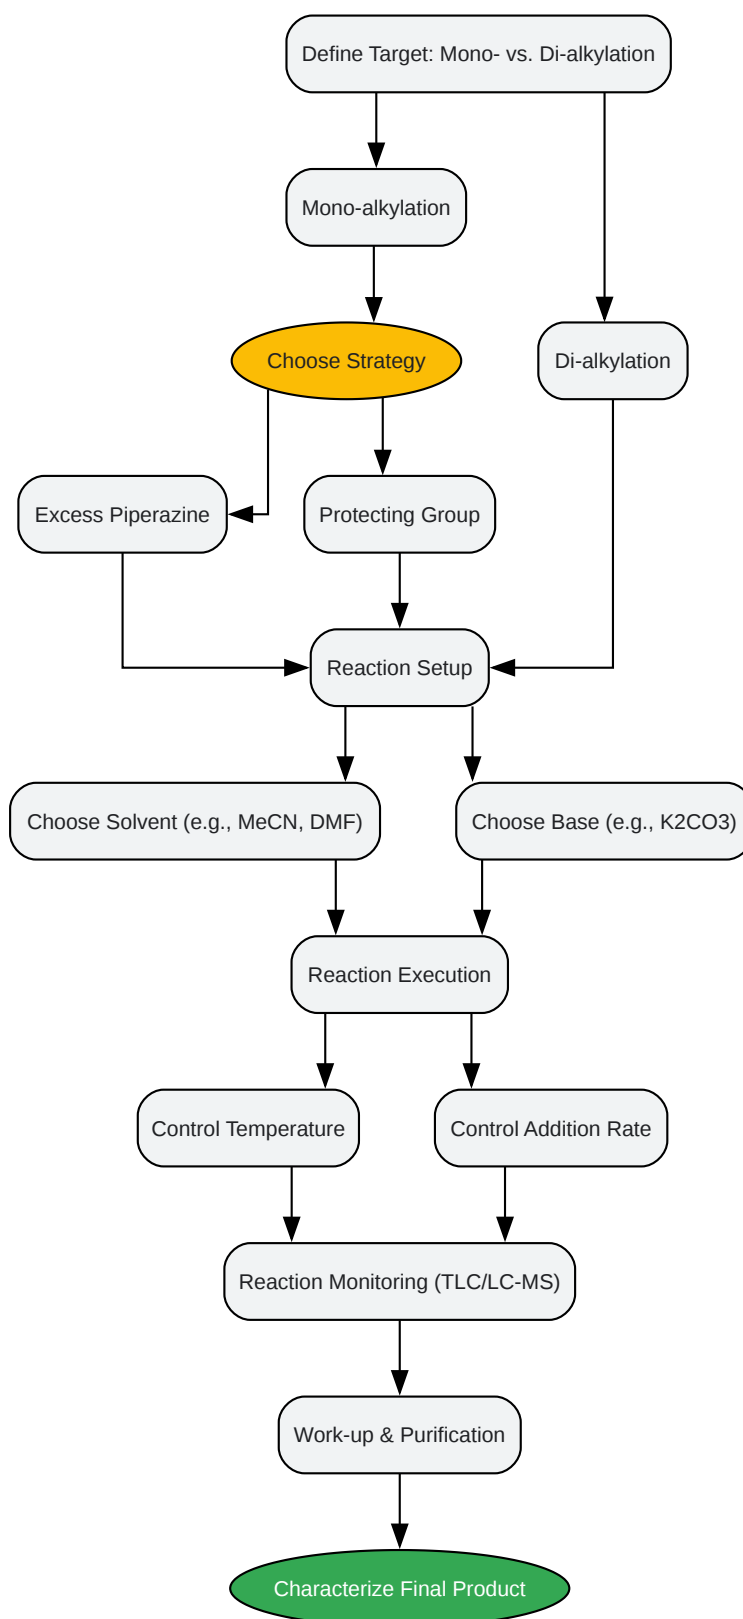 Define Target: Mono- vs. Di-alkylation
Mono-alkylation
Choose Strategy
Di-alkylation
Excess Piperazine
Protecting Group
Reaction Setup
Choose Solvent (e.g., MeCN, DMF)
Choose Base (e.g., K2CO3)
Reaction Execution
Control Temperature
Control Addition Rate
Reaction Monitoring (TLC/LC-MS)
Work-up & Purification
Characterize Final Product